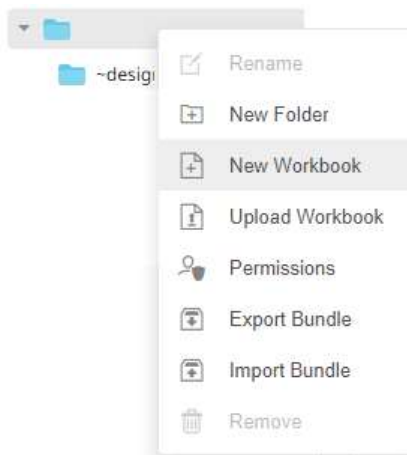 Rename
~desig
New Folder
New Workbook
Upload Workbook
Permissions
Export Bundle
Import Bundle
Remove